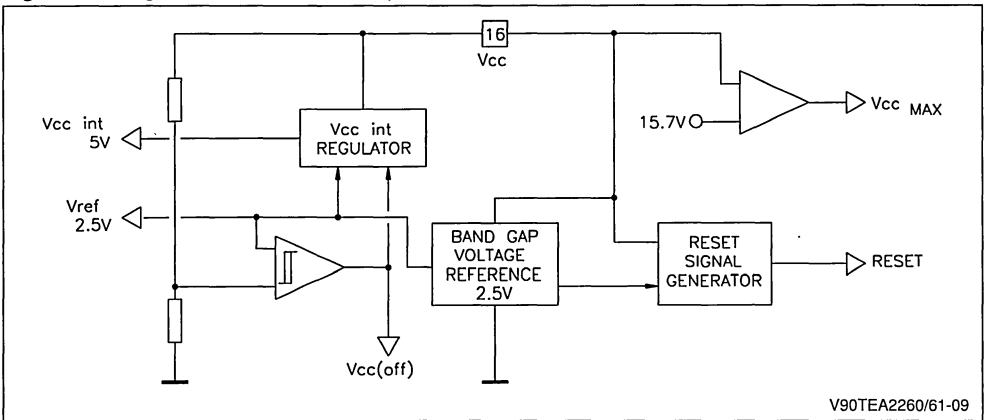 16
Vcc
Vcc MAX
15.7V
Vcc int
5V
Vcc int
REGULATOR
Vref
2.5V
BAND GAP
VOLTAGE
REFERENCE
2.5V
RESET
SIGNAL
GENERATOR
RESET
Vcc(off)
V90TEA2260/61-09